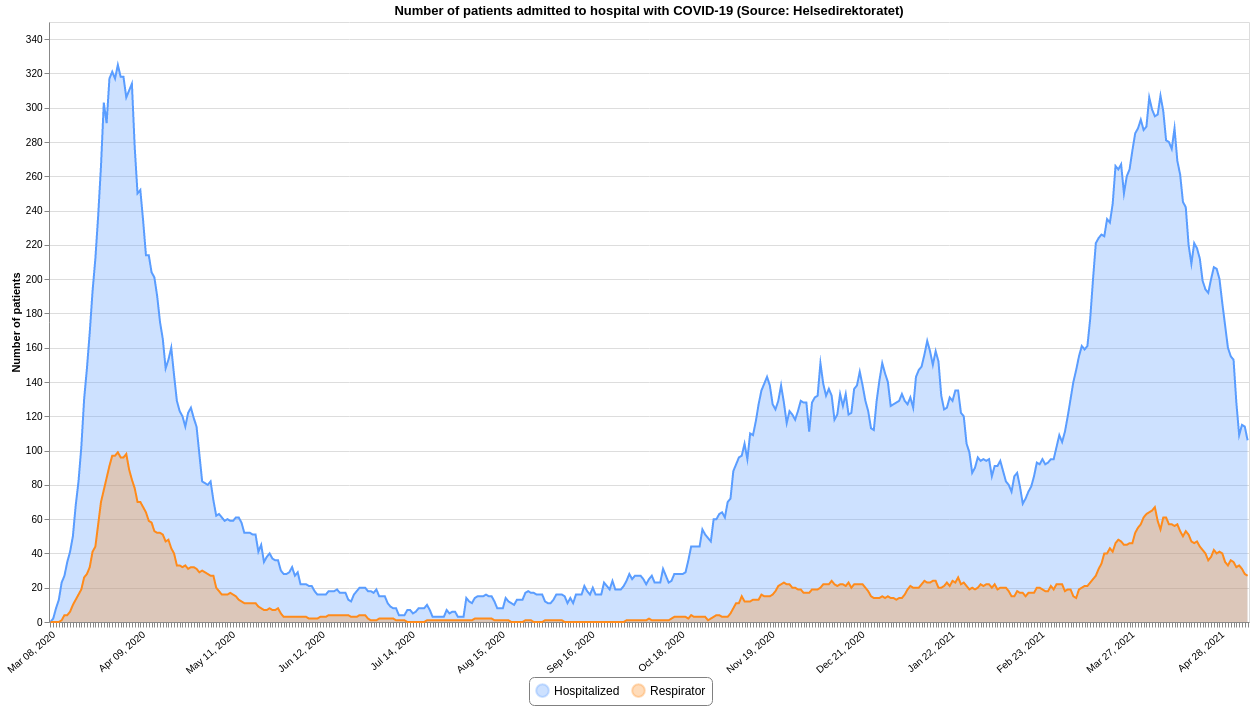 Number of patients admitted to hospital with COVID-19 (Source: Helsedirektoratet)
Number of patients
340
320
300
280
260
240
220
200
180
160
140
120
100
80
60
40
20
0
Mar 08, 2020
Apr 09, 2020
May 11, 2020
Jun 12, 2020
Jul 14, 2020
Aug 15, 2020
Sep 16, 2020
Oct 18, 2020
Nov 19, 2020
Dec 21, 2020
Jan 22, 2021
Feb 23, 2021
Mar 27, 2021
Apr 28, 2021
Hospitalized
Respirator